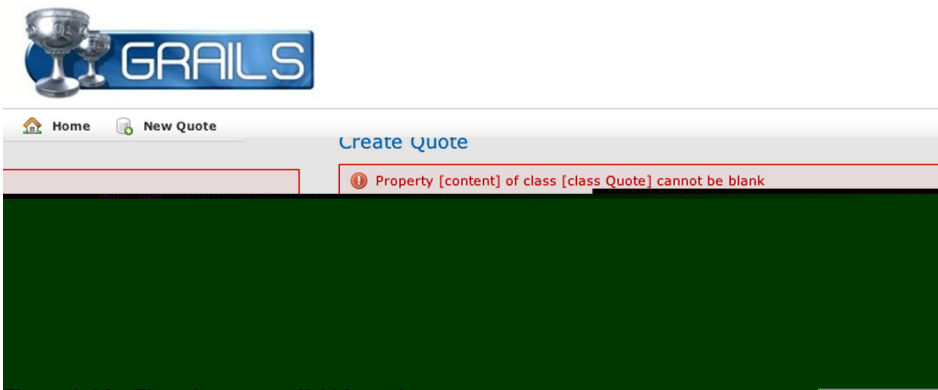 GRAILS
Home New Quote
Create Quote
Property [content] of class [class Quote] cannot be blank